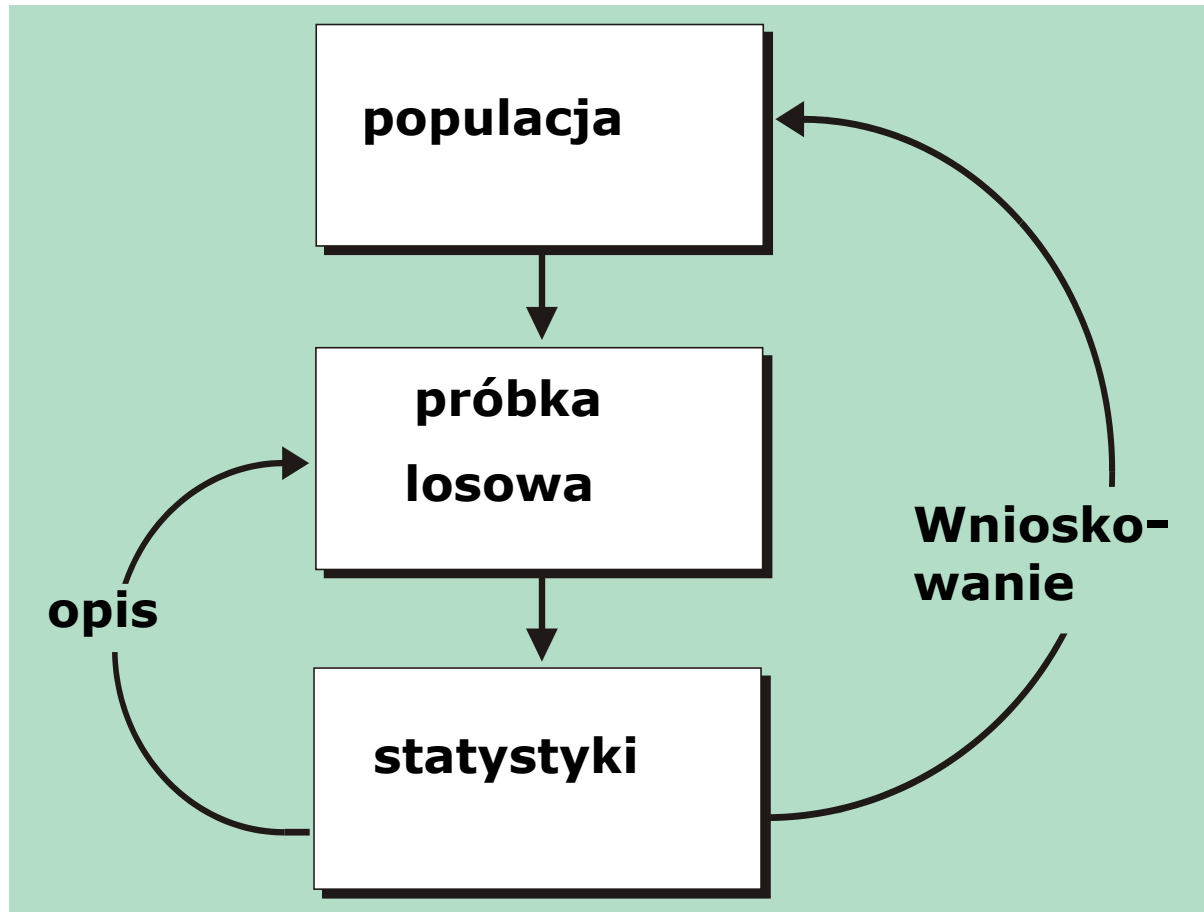 populacja
próbka
losowa
opis
Wniosko-
wanie
statystyki